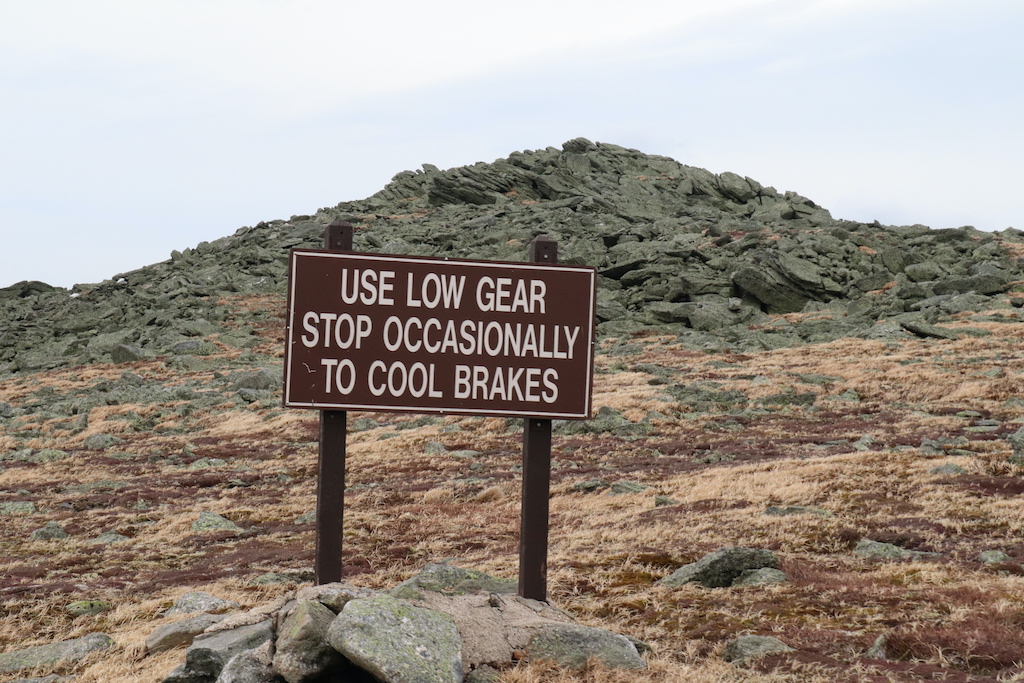 USE LOW GEAR
STOP OCCASIONALLY
TO COOL BRAKES